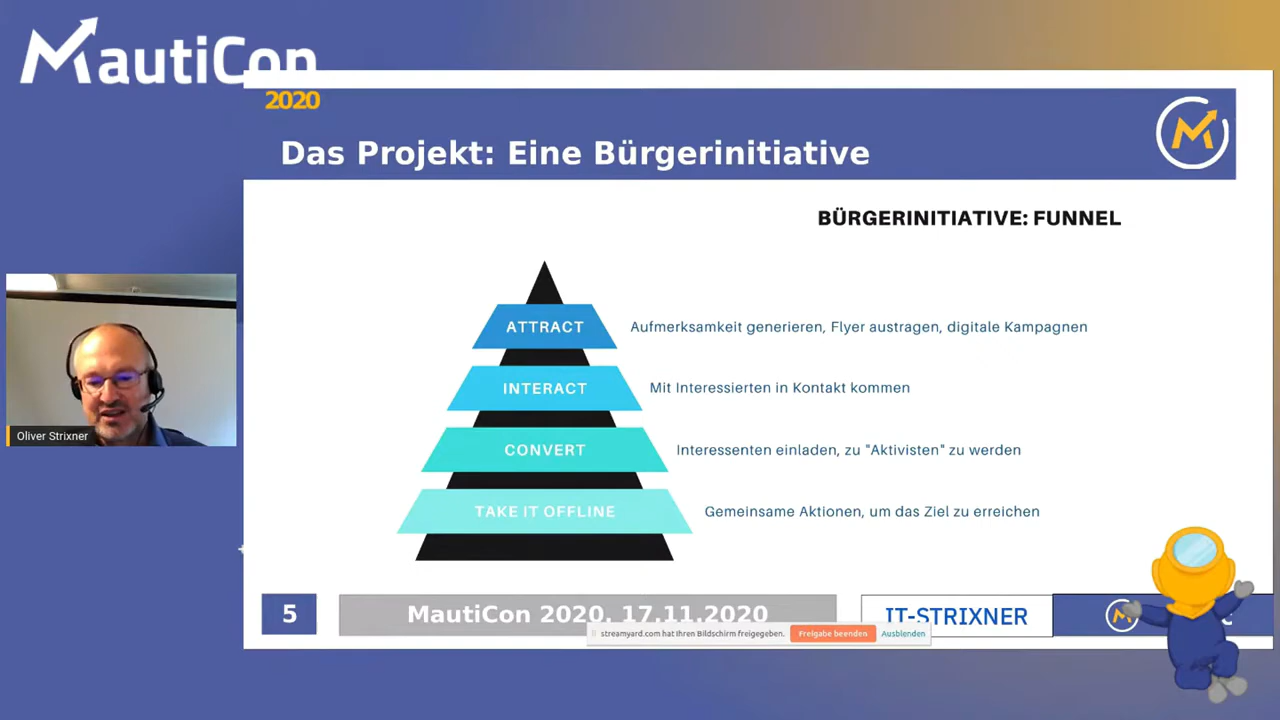 MautiCon
2020
Das Projekt: Eine Bürgerinitiative
BÜRGERINITIATIVE: FUNNEL
ATTRACT
Aufmerksamkeit generieren, Flyer austragen, digitale Kampagnen
INTERACT
Mit Interessierten in Kontakt kommen
CONVERT
Interessenten einladen, zu "Aktivisten" zu werden
TAKE IT OFFLINE
Gemeinsame Aktionen, um das Ziel zu erreichen
Oliver Strixner
5
MautiCon 2020, 17.11.2020
IT-STRIXNER
streamyard.com hat Ihren Bildschirm freigegeben.
Freigabe beenden
Ausblenden